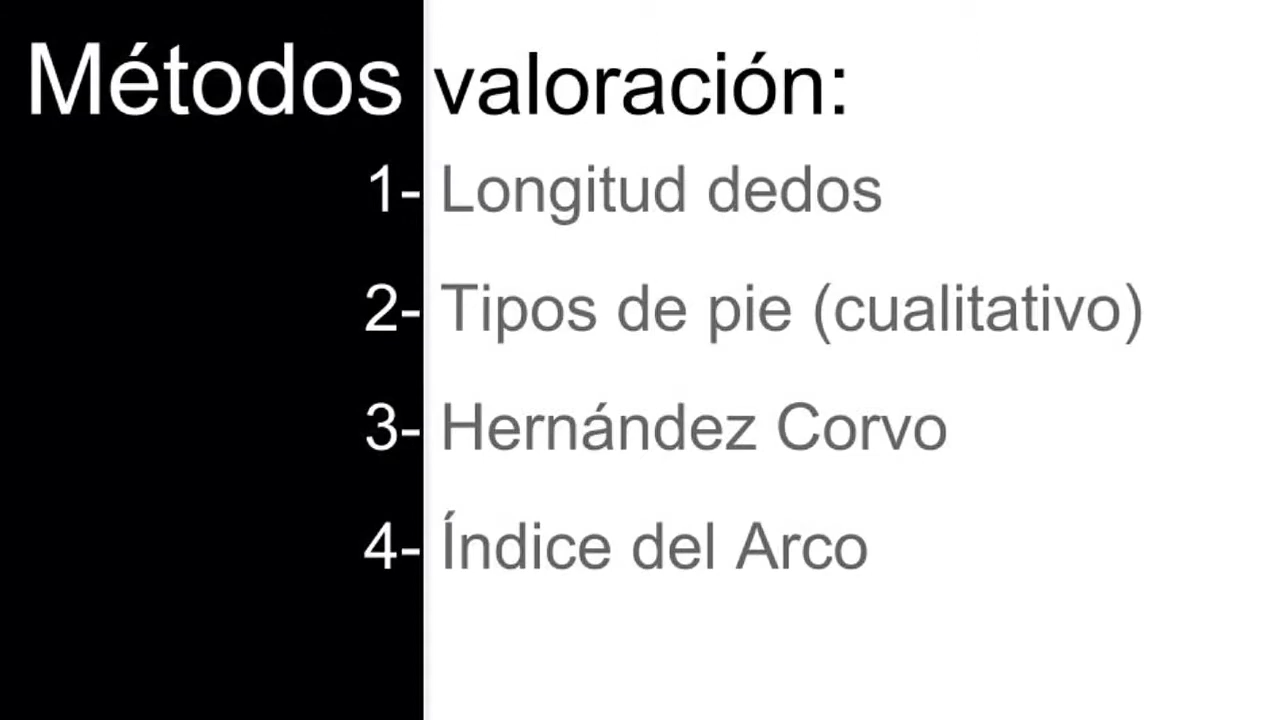 Métodos valoración:
1- Longitud dedos
2- Tipos de pie (cualitativo)
3- Hernández Corvo
4- Índice del Arco